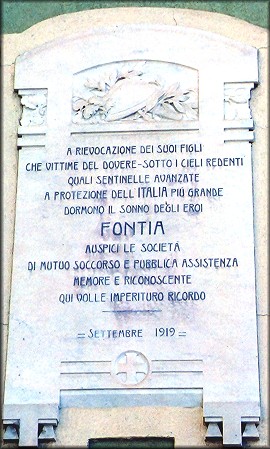 A RIEVOCAZIONE DEI SUOI FIGLI
CHE VITTIME DEL DOVERE-SOTTO I CIELI REDENTI
QUALI SENTINELLE AVANZATE
A PROTEZIONE DELL'ITALIA PIÙ GRANDE
DORMONO IL SONNO DEGLI EROI
FONTIA
AUSPICI LE SOCIETÀ
DI MUTUO SOCCORSO E PUBBLICA ASSISTENZA
MEMORE E RICONOSCENTE
QUI VOLLE IMPERITURO RICORDO
= SETTEMBRE 1919 =